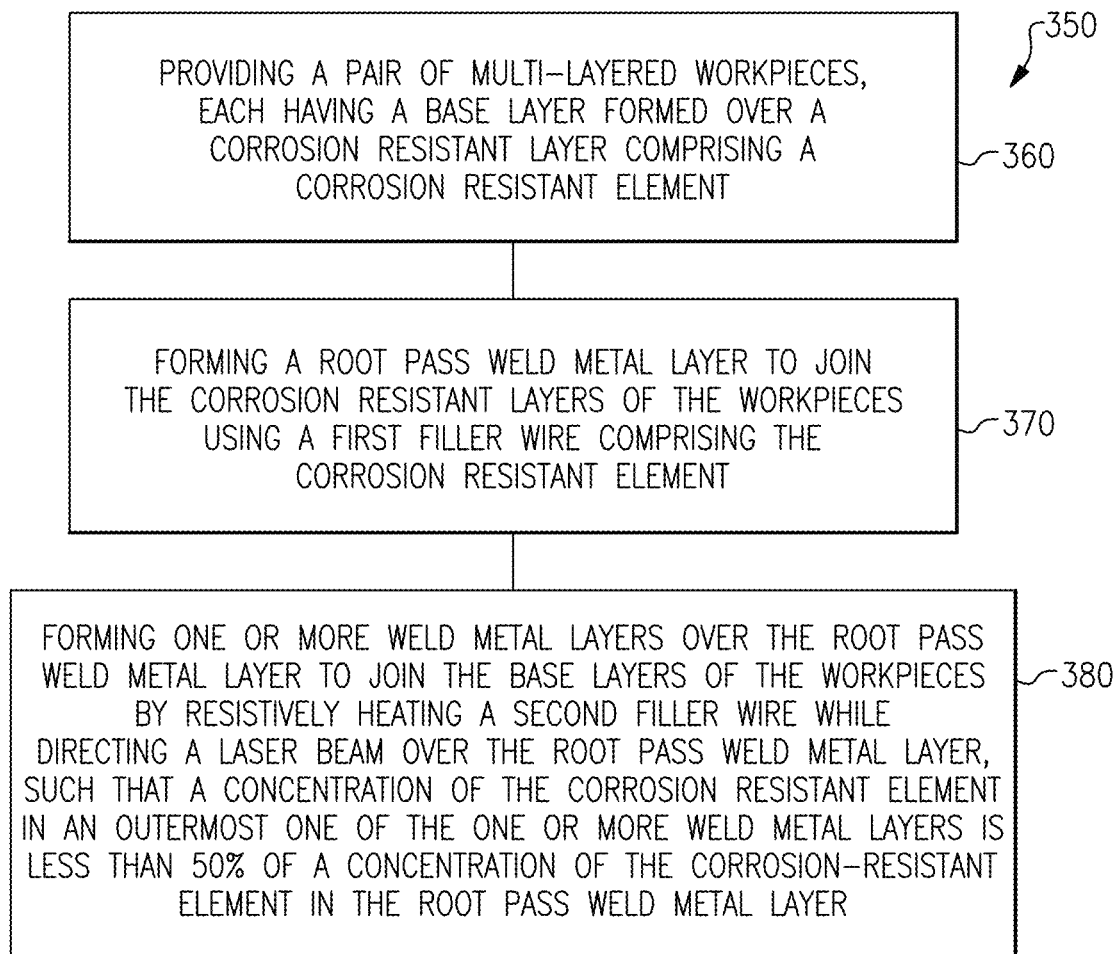 350
PROVIDING A PAIR OF MULTI-LAYERED WORKPIECES,
EACH HAVING A BASE LAYER FORMED OVER A
CORROSION RESISTANT LAYER COMPRISING A
CORROSION RESISTANT ELEMENT
360
FORMING A ROOT PASS WELD METAL LAYER TO JOIN
THE CORROSION RESISTANT LAYERS OF THE WORKPIECES
USING A FIRST FILLER WIRE COMPRISING THE
CORROSION RESISTANT ELEMENT
370
FORMING ONE OR MORE WELD METAL LAYERS OVER THE ROOT PASS
WELD METAL LAYER TO JOIN THE BASE LAYERS OF THE WORKPIECES
BY RESISTIVELY HEATING A SECOND FILLER WIRE WHILE
DIRECTING A LASER BEAM OVER THE ROOT PASS WELD METAL LAYER,
SUCH THAT A CONCENTRATION OF THE CORROSION RESISTANT ELEMENT
IN AN OUTERMOST ONE OF THE ONE OR MORE WELD METAL LAYERS IS
LESS THAN 50% OF A CONCENTRATION OF THE CORROSION-RESISTANT
ELEMENT IN THE ROOT PASS WELD METAL LAYER
380